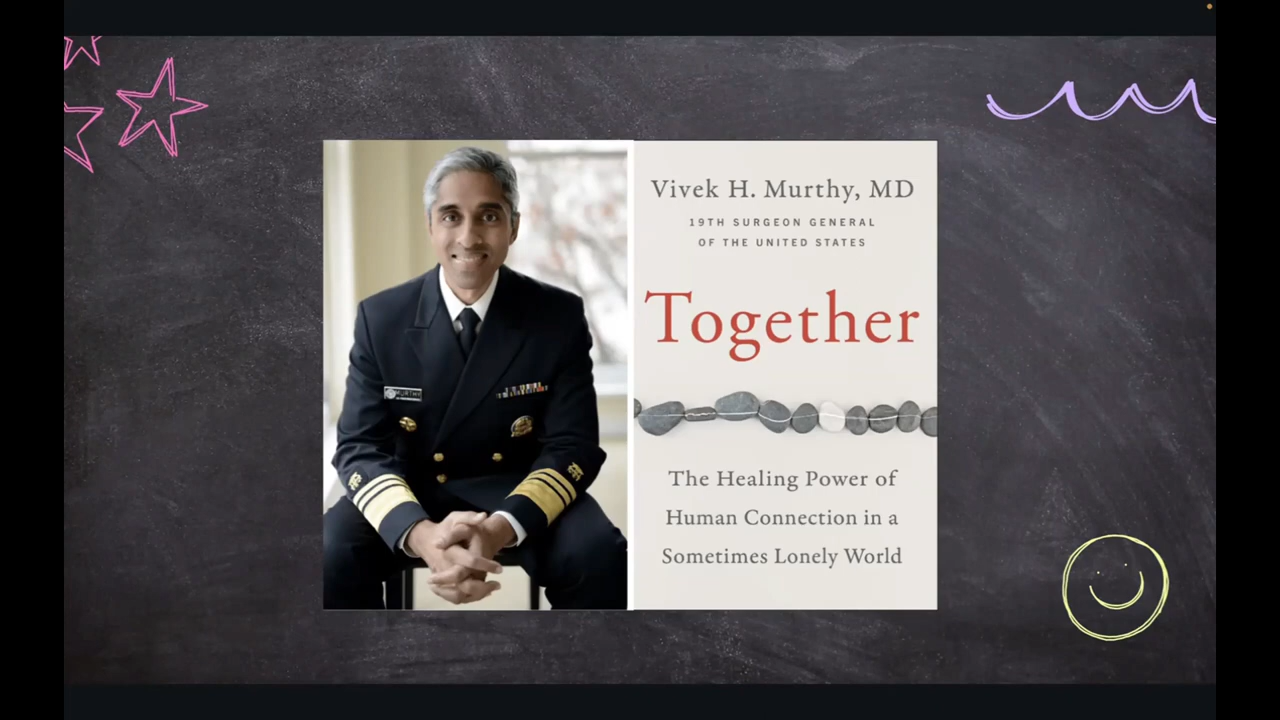 MURTHY
Vivek H. Murthy, MD
19TH SURGEON GENERAL
OF THE UNITED STATES
Together
The Healing Power of
Human Connection in a
Sometimes Lonely World